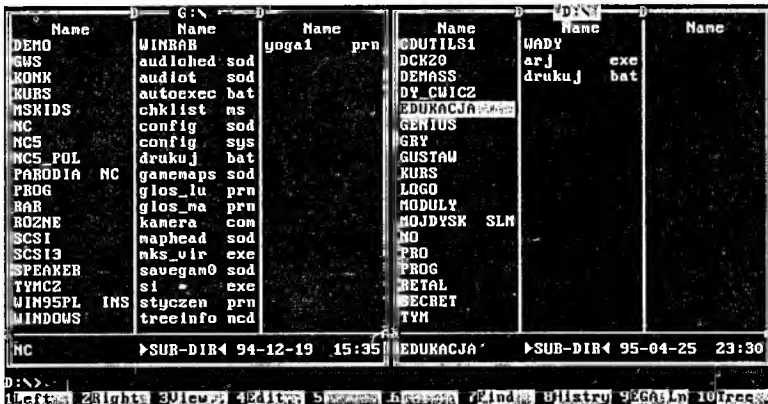 G:\ D:\
Name Name Name Name Name Name
DEMO WINRAR yoga1 prn CDUTILS1 WADY
GWS audiohed sod DCKZ0 arj exe
KONK audiot sod DEMASS drukuj bat
KURS autoexec bat DY_CWICZ
MSKIDS chklist ms EDUKACJA
NC config sod GENIUS
NC5 config sys GRY
NC5_POL drukuj bat GUSTAW
PARODIA NC gamemaps sod KURS
PROG glos_lu prn LOGO
RAR glos_ma prn MODULY
ROZNE kamera com MOJDYSK SLM
SCSI maphead sod NO
SCSI3 mks_vir exe PRO
SPEAKER savegam0 sod PROG
TYMCZ si exe RETAL
WIN95PL INS styczen prn SECRET
WINDOWS treeinfo ncd TYM
NC ►SUB-DIR◄ 94-12-19 15:35 EDUKACJA ►SUB-DIR◄ 95-04-25 23:30
D:\>
1Left 2Right 3View 4Edit 5 6 7Find 8Histry 9EGA Ln 10Tree